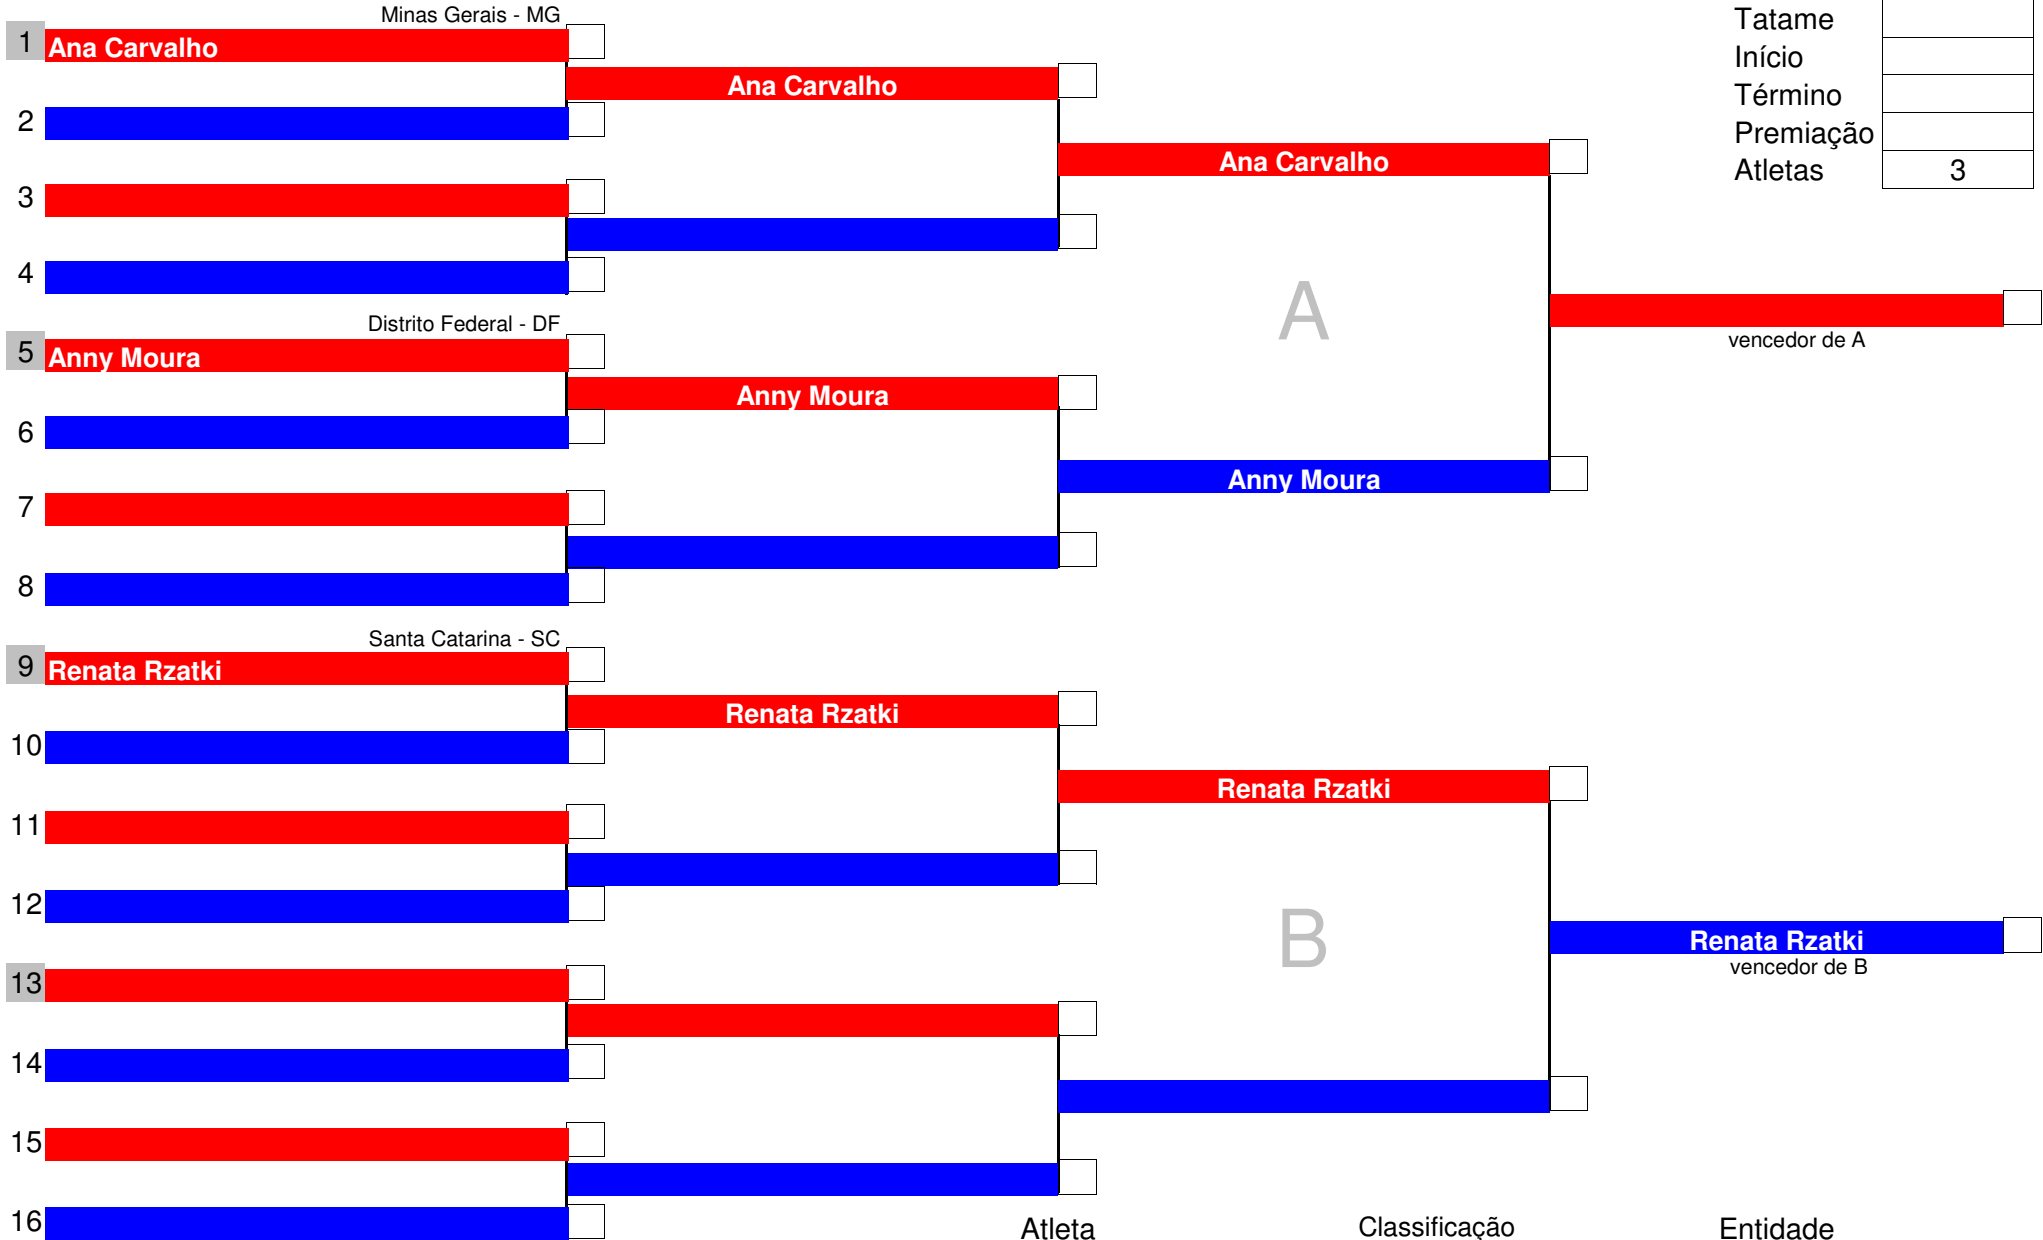 Minas Gerais - MG
1 Ana Carvalho
Ana Carvalho
2
Ana Carvalho
3
4
Tatame
Início
Término
Premiação
Atletas 3
A
Distrito Federal - DF
5 Anny Moura
Anny Moura
6
Anny Moura
7
8
vencedor de A
Santa Catarina - SC
9 Renata Rzatki
Renata Rzatki
10
Renata Rzatki
11
12
B
Renata Rzatki
vencedor de B
13
14
15
16
Atleta Classificação Entidade